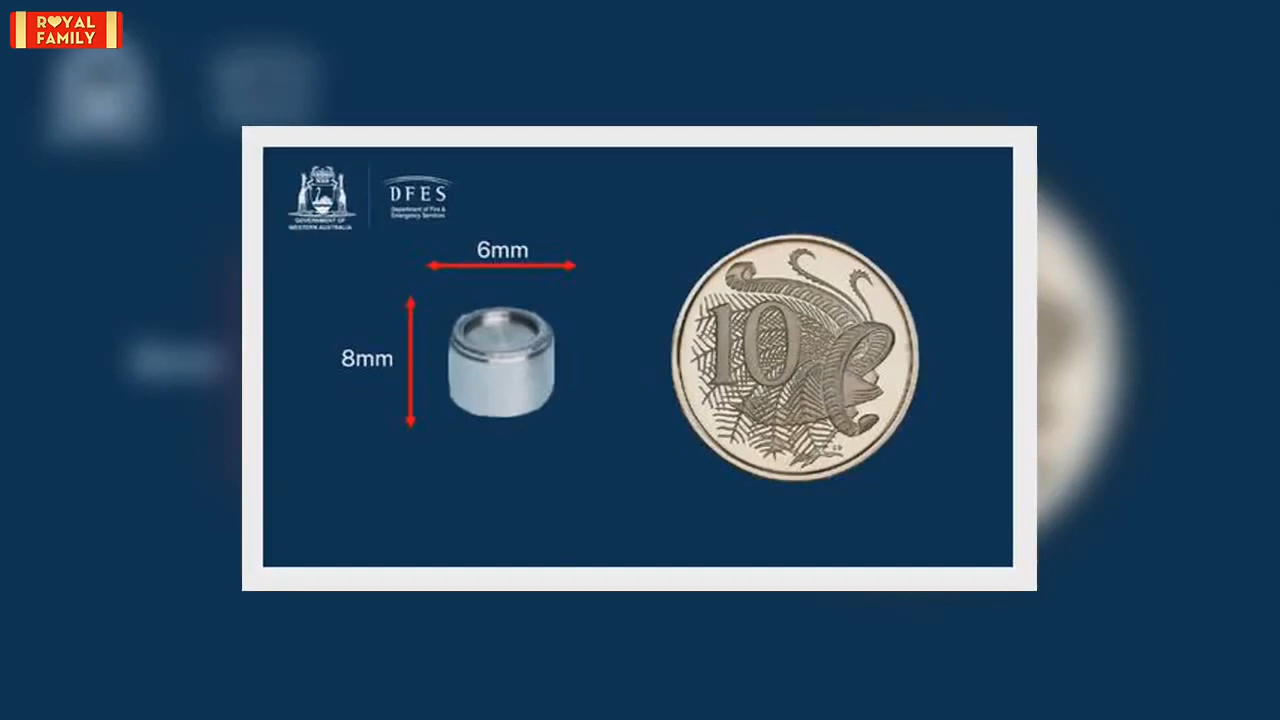 ROYAL
FAMILY
GOVERNMENT OF
WESTERN AUSTRALIA
DFES
Department of Fire &
Emergency Services
6mm
8mm
10